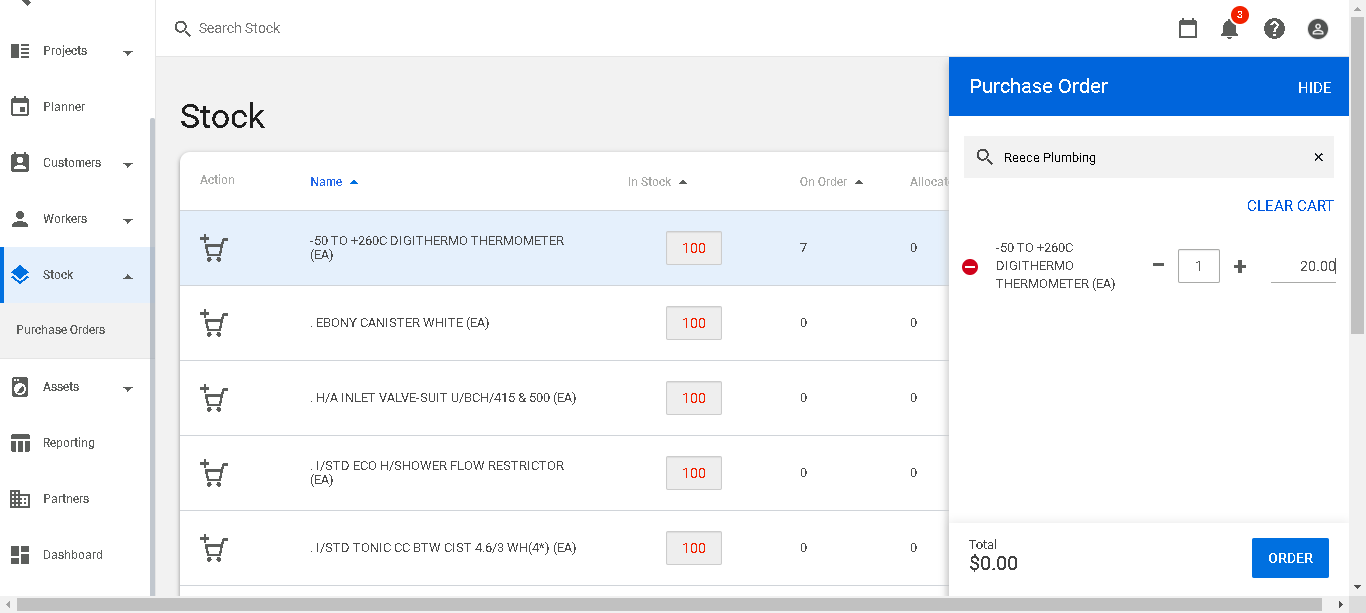 Search Stock
3
Projects
Planner
Customers
Workers
Stock
Purchase Orders
Assets
Reporting
Partners
Dashboard
Stock
Action Name In Stock On Order Allocat
-50 TO +260C DIGITHERMO THERMOMETER
(EA)
100 7 0
. EBONY CANISTER WHITE (EA) 100 0 0
. H/A INLET VALVE-SUIT U/BCH/415 & 500 (EA) 100 0 0
. I/STD ECO H/SHOWER FLOW RESTRICTOR
(EA)
100 0 0
. I/STD TONIC CC BTW CIST 4.6/3 WH(4*) (EA) 100 0 0
Purchase Order HIDE
Reece Plumbing
CLEAR CART
-50 TO +260C
DIGITHERMO
THERMOMETER (EA)
1 20.00
Total
$0.00
ORDER